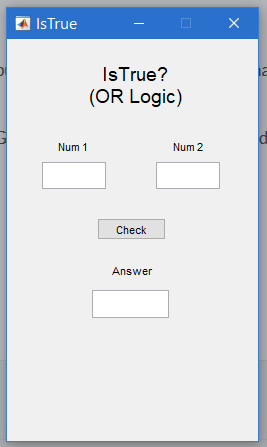 IsTrue
IsTrue?
(OR Logic)
Num 1
Num 2
Check
Answer